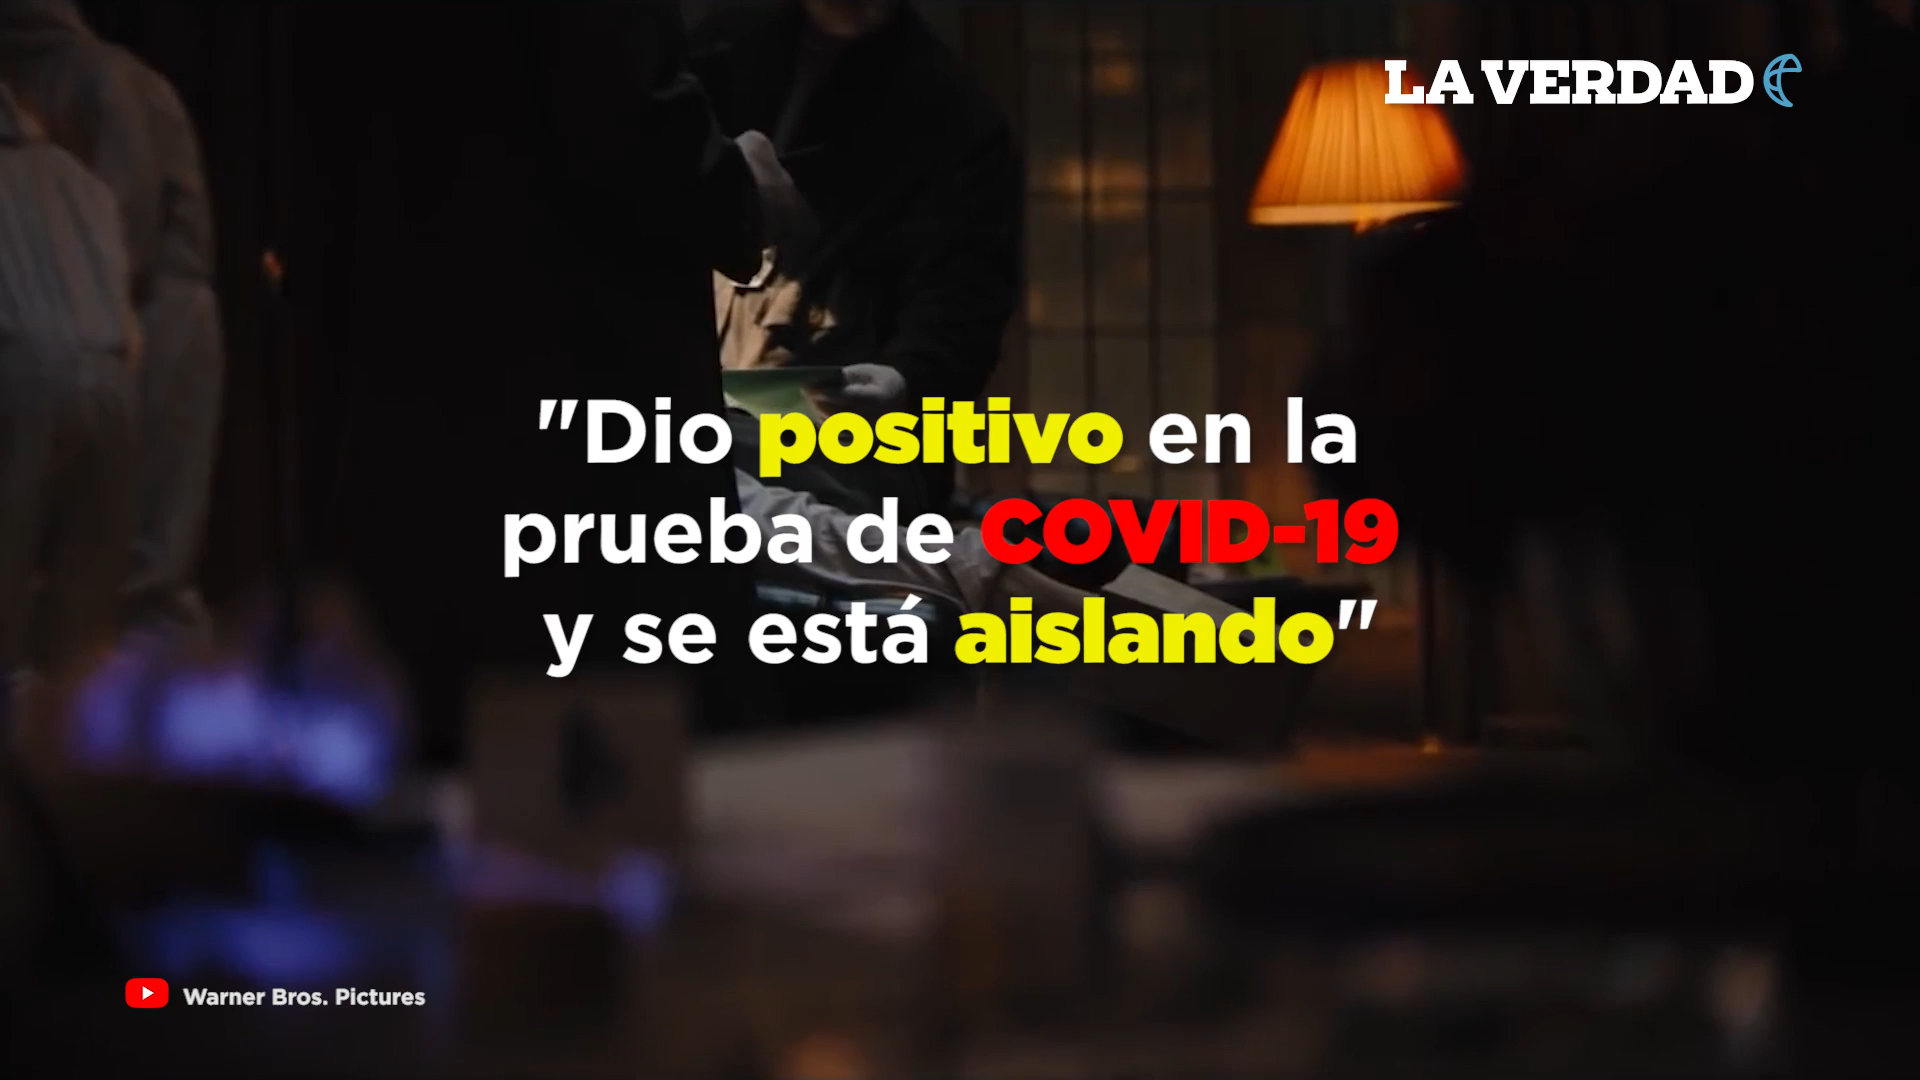 LA VERDAD
"Dio positivo en la
prueba de COVID-19
y se está aislando"
Warner Bros. Pictures